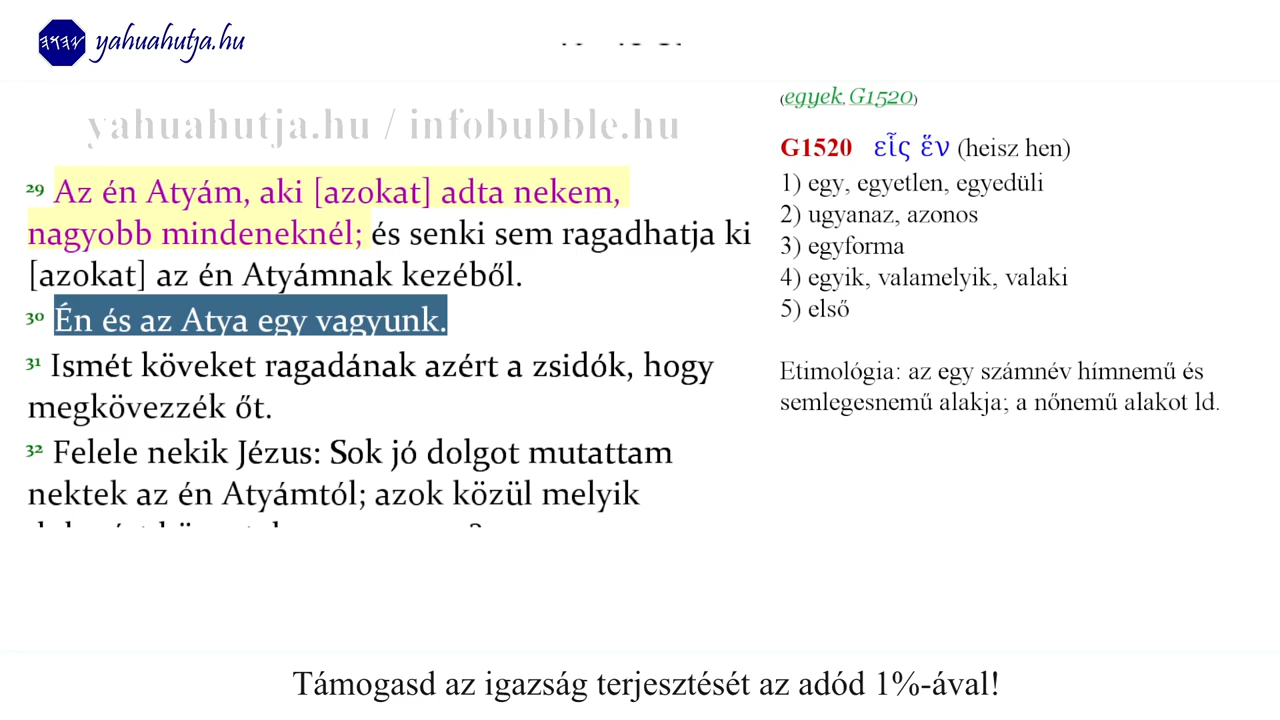 yahuahutja.hu
yahuahutja.hu / infobubble.hu
29 Az én Atyám, aki [azokat] adta nekem,
nagyobb mindeneknél; és senki sem ragadhatja ki
[azokat] az én Atyámnak kezéből.
30 Én és az Atya egy vagyunk.
31 Ismét köveket ragadának azért a zsidók, hogy
megkövezzék őt.
32 Felele nekik Jézus: Sok jó dolgot mutattam
nektek az én Atyámtól; azok közül melyik
(egyek, G1520)
G1520 εἷς ἕν (heisz hen)
1) egy, egyetlen, egyedüli
2) ugyanaz, azonos
3) egyforma
4) egyik, valamelyik, valaki
5) első
Etimológia: az egy számnév hímnemű és
semlegesnemű alakja; a nőnemű alakot ld.
Támogasd az igazság terjesztését az adód 1%-ával!